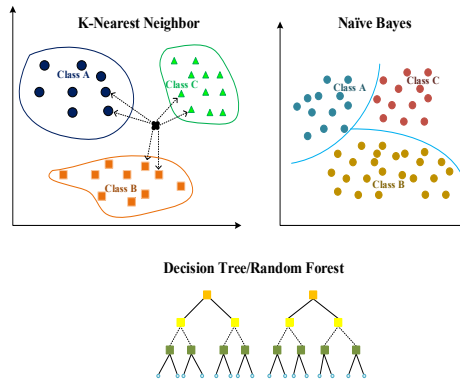 K-Nearest Neighbor
Class A
Class C
Class B
Naïve Bayes
Class A
Class C
Class B
Decision Tree/Random Forest